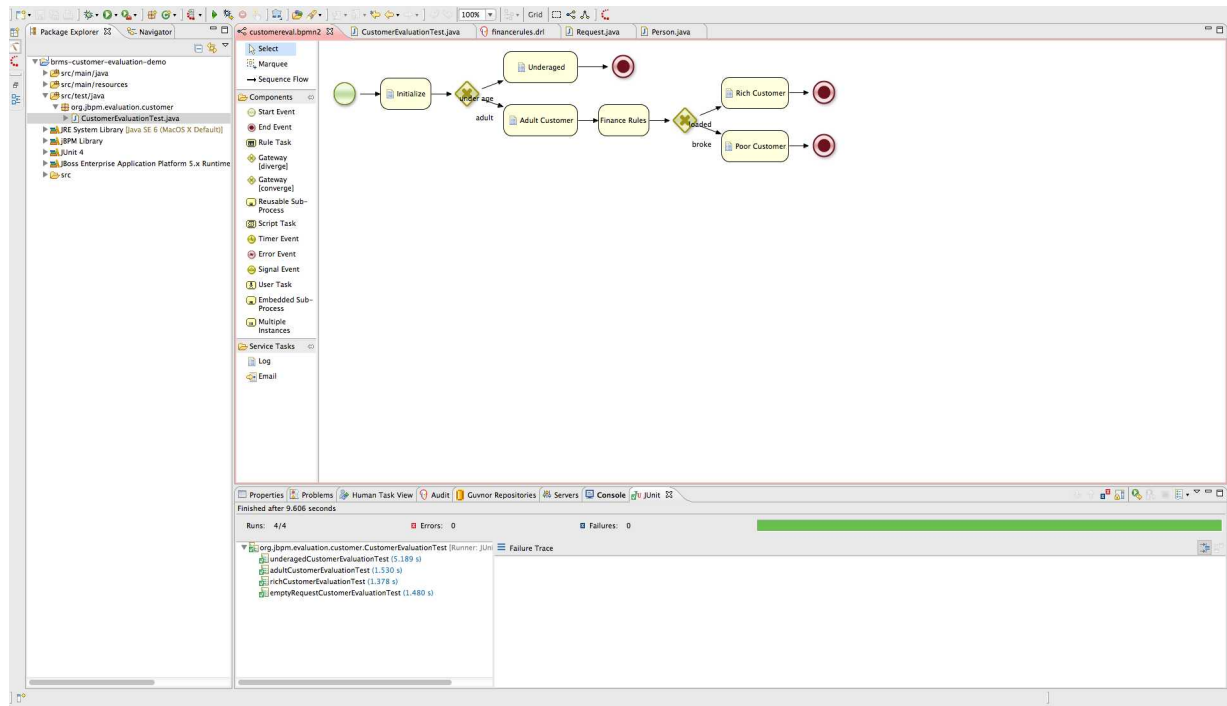 100%
Grid
Package Explorer
Navigator
brms-customer-evaluation-demo
src/main/java
src/main/resources
src/test/java
org.jbpm.evaluation.customer
CustomerEvaluationTest.java
JRE System Library [Java SE 6 (MacOS X Default)]
jBPM Library
JUnit 4
JBoss Enterprise Application Platform 5.x Runtime
src
customereval.bpmn2
CustomerEvaluationTest.java
financerules.drl
Request.java
Person.java
Select
Marquee
Sequence Flow
Components
Start Event
End Event
Rule Task
Gateway
[diverge]
Gateway
[converge]
Reusable Sub-
Process
Script Task
Timer Event
Error Event
Signal Event
User Task
Embedded Sub-
Process
Multiple
Instances
Service Tasks
Log
Email
Initialize
under age
adult
Underaged
Adult Customer
Finance Rules
loaded
broke
Rich Customer
Poor Customer
Properties
Problems
Human Task View
Audit
Guvnor Repositories
Servers
Console
JUnit
Finished after 9.606 seconds
Runs: 4/4
Errors: 0
Failures: 0
org.jbpm.evaluation.customer.CustomerEvaluationTest [Runner: JUni
underagedCustomerEvaluationTest (5.189 s)
adultCustomerEvaluationTest (1.530 s)
richCustomerEvaluationTest (1.378 s)
emptyRequestCustomerEvaluationTest (1.480 s)
Failure Trace